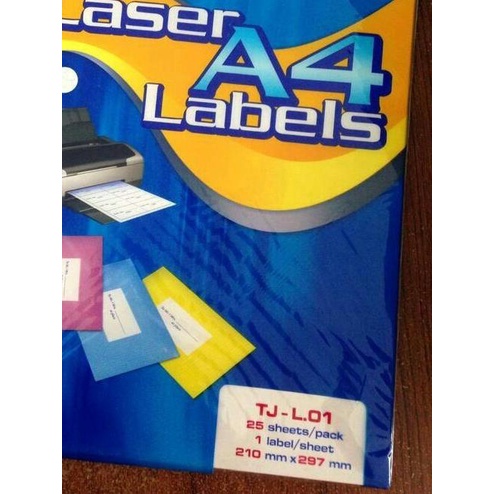 Laser
A4
Labels
TJ-L.01
25 sheets/pack
1 label/sheet
210 mm x 297 mm